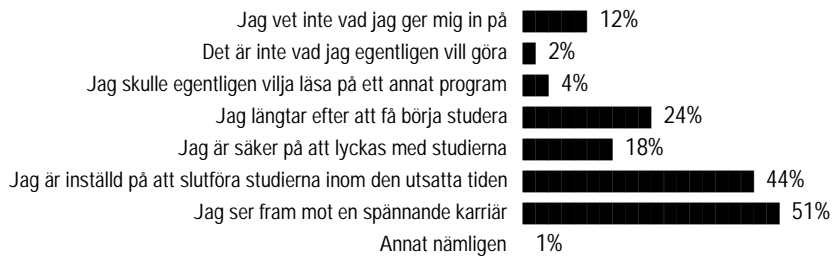 Jag vet inte vad jag ger mig in på 12%
Det är inte vad jag egentligen vill göra 2%
Jag skulle egentligen vilja läsa på ett annat program 4%
Jag längtar efter att få börja studera 24%
Jag är säker på att lyckas med studierna 18%
Jag är inställd på att slutföra studierna inom den utsatta tiden 44%
Jag ser fram mot en spännande karriär 51%
Annat nämligen 1%